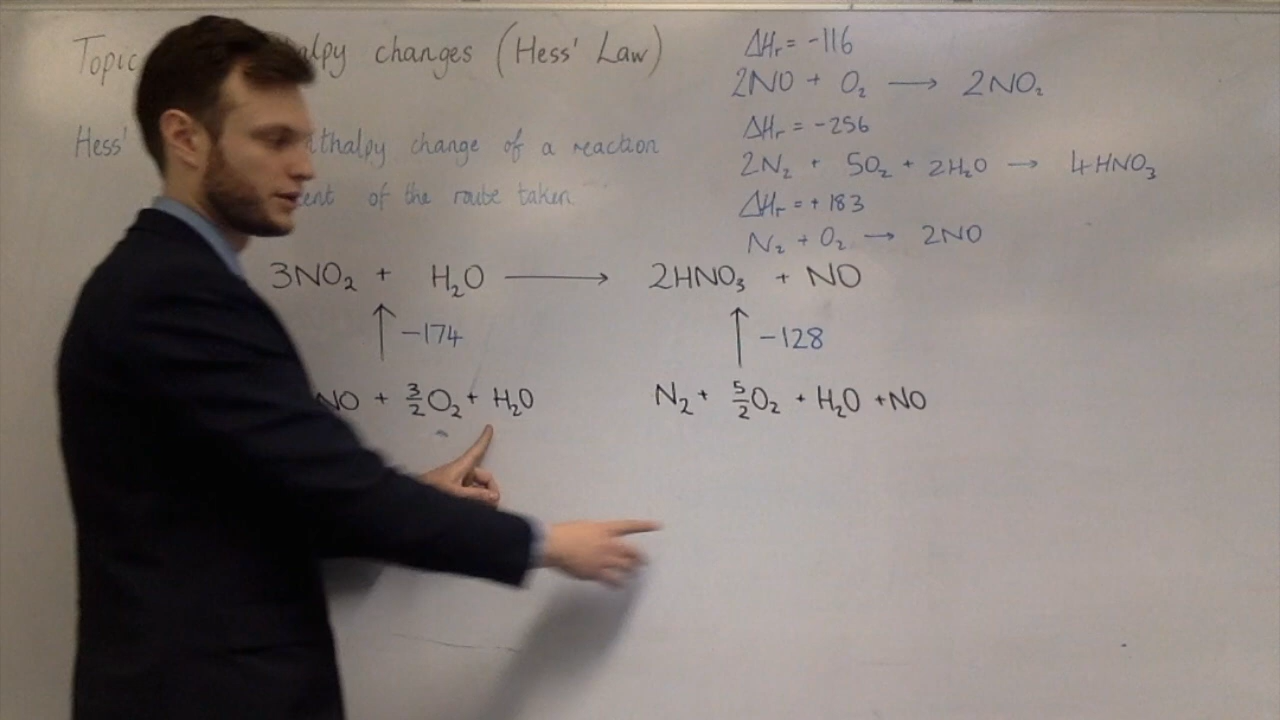 Topic alpy changes (Hess' Law)
Hess' thalpy change of a reaction
ent of the route taken.
ΔHr = -116
2NO + O₂ → 2NO₂
ΔHr = -256
2N₂ + 5O₂ + 2H₂O → 4HNO₃
ΔHr = +183
N₂ + O₂ → 2NO
3NO₂ + H₂O → 2HNO₃ + NO
↑ -174 ↑ -128
NO + 3/2 O₂ + H₂O N₂ + 5/2 O₂ + H₂O + NO